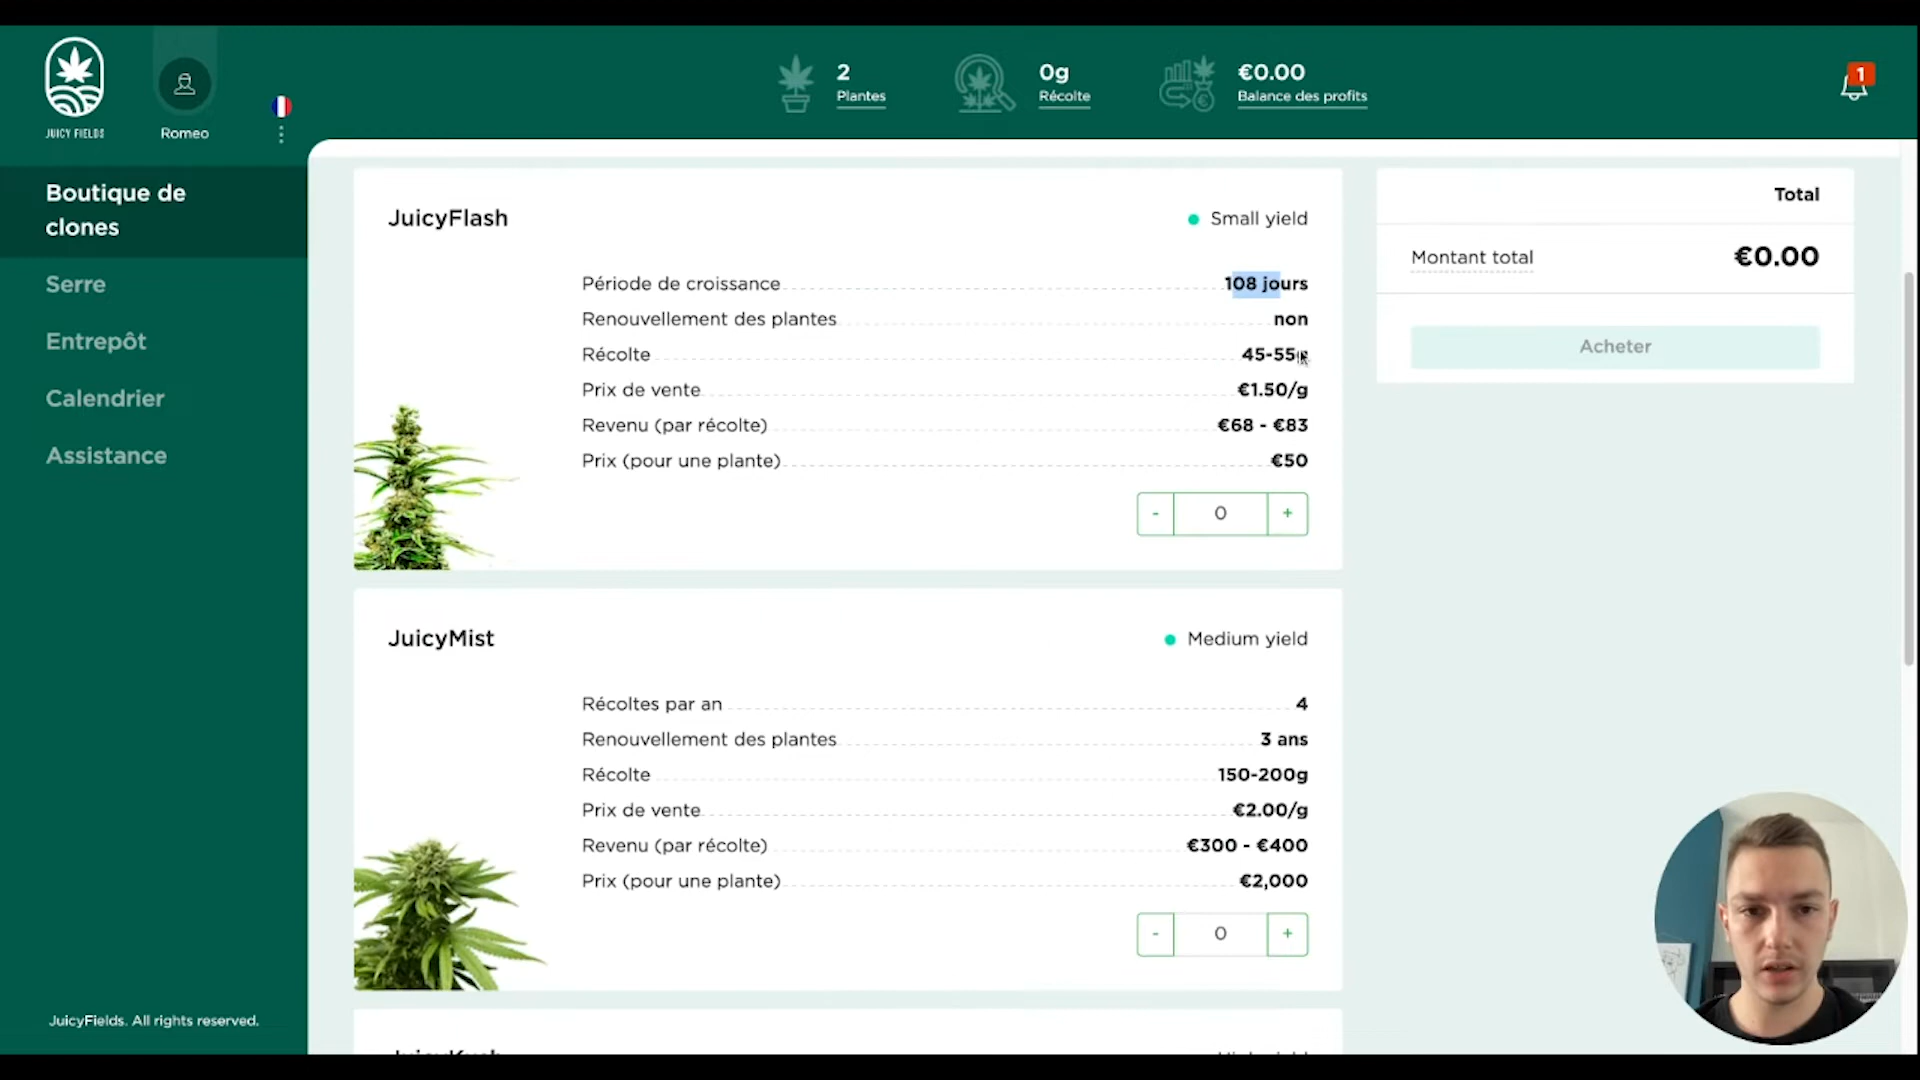 JUICY FIELDS
Romeo
2
Plantes
0g
Récolte
€0.00
Balance des profits
1
Boutique de
clones
Serre
Entrepôt
Calendrier
Assistance
JuicyFields. All rights reserved.
JuicyFlash
Small yield
Période de croissance 108 jours
Renouvellement des plantes non
Récolte 45-55g
Prix de vente €1.50/g
Revenu (par récolte) €68 - €83
Prix (pour une plante) €50
- 0 +
JuicyMist
Medium yield
Récoltes par an 4
Renouvellement des plantes 3 ans
Récolte 150-200g
Prix de vente €2.00/g
Revenu (par récolte) €300 - €400
Prix (pour une plante) €2,000
- 0 +
Total
Montant total €0.00
Acheter